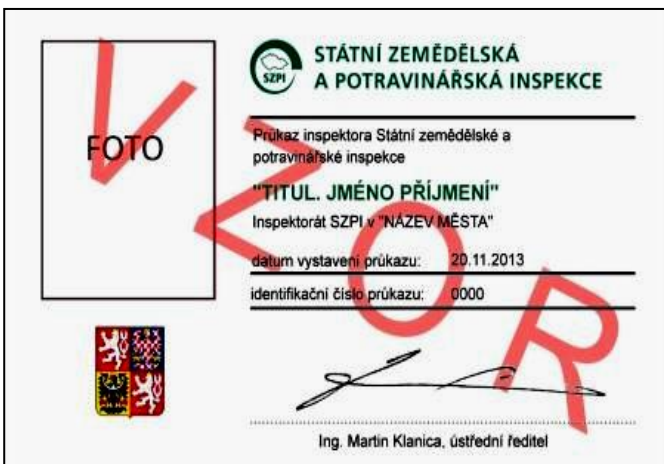 FOTO
SZPI
STÁTNÍ ZEMĚDĚLSKÁ
A POTRAVINÁŘSKÁ INSPEKCE
Průkaz inspektora Státní zemědělské a
potravinářské inspekce
"TITUL. JMÉNO PŘÍJMENÍ"
Inspektorát SZPI v "NÁZEV MĚSTA"
datum vystavení průkazu: 20.11.2013
identifikační číslo průkazu: 0000
Ing. Martin Klanica, ústřední ředitel
VZOR